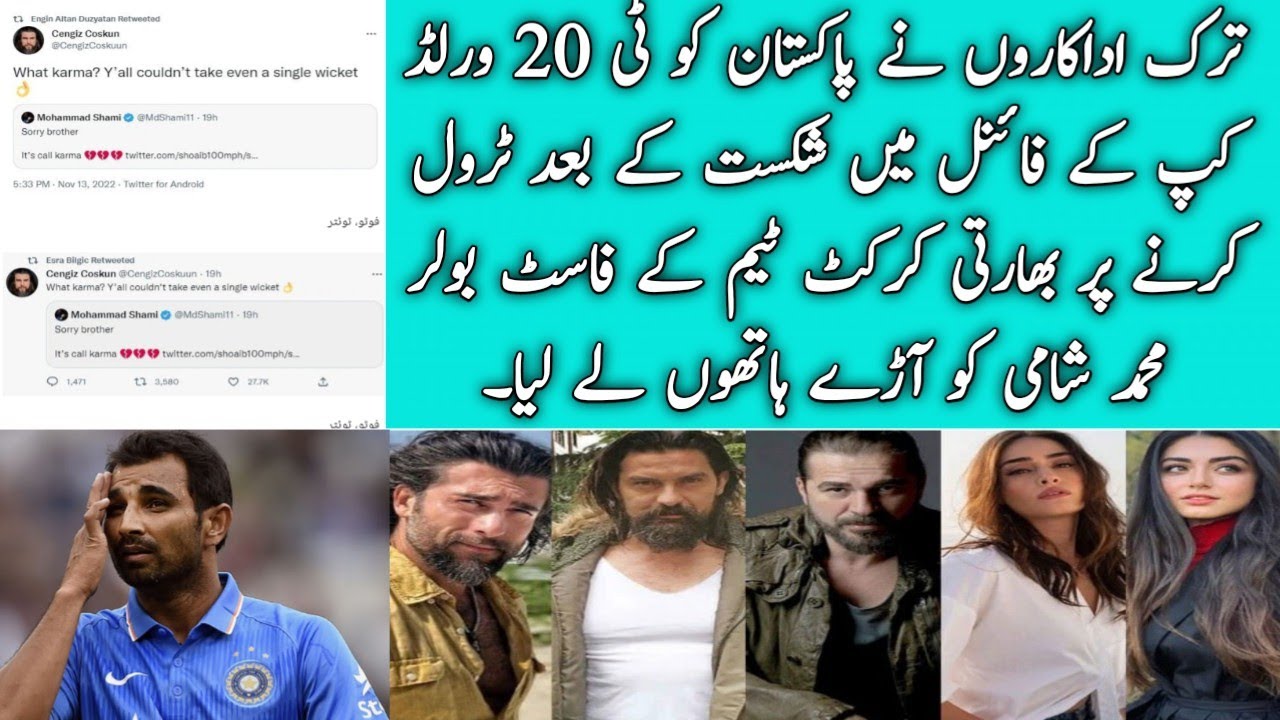 Engin Altan Duzyatan Retweeted
Cengiz Coskun
@CengizCoskuun
What karma? Y'all couldn't take even a single wicket
👌
Mohammad Shami @MdShami11 · 19h
Sorry brother
It's call karma 💔💔💔 twitter.com/shoaib100mph/s...
5:33 PM · Nov 13, 2022 · Twitter for Android
فوٹو، ٹوئٹر
Esra Bilgic Retweeted
Cengiz Coskun @CengizCoskuun · 19h
What karma? Y'all couldn't take even a single wicket 👌
Mohammad Shami @MdShami11 · 19h
Sorry brother
It's call karma 💔💔💔 twitter.com/shoaib100mph/s...
1,471 3,580 27.7K
فوٹو، ٹوئٹر
ترک اداکاروں نے پاکستان کو ٹی 20 ورلڈ
کپ کے فائنل میں شکست کے بعد ٹرول
کرنے پر بھارتی کرکٹ ٹیم کے فاسٹ بولر
محمد شامی کو آڑے ہاتھوں لے لیا۔